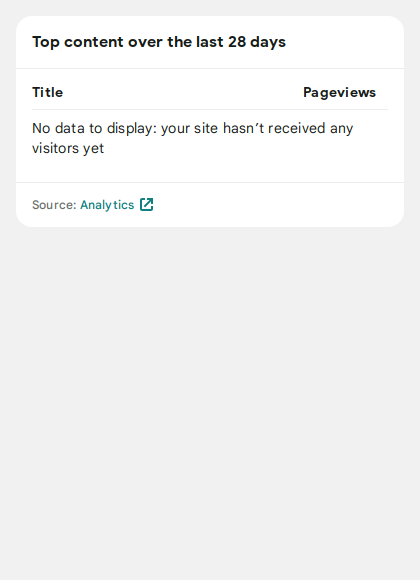 Top content over the last 28 days
Title Pageviews
No data to display: your site hasn’t received any
visitors yet
Source: Analytics